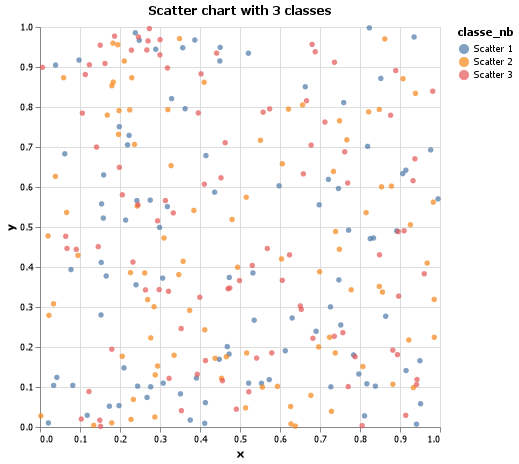 Scatter chart with 3 classes
classe_nb
Scatter 1
Scatter 2
Scatter 3
y
1.0
0.9
0.8
0.7
0.6
0.5
0.4
0.3
0.2
0.1
0.0
0.0 0.1 0.2 0.3 0.4 0.5 0.6 0.7 0.8 0.9 1.0
x